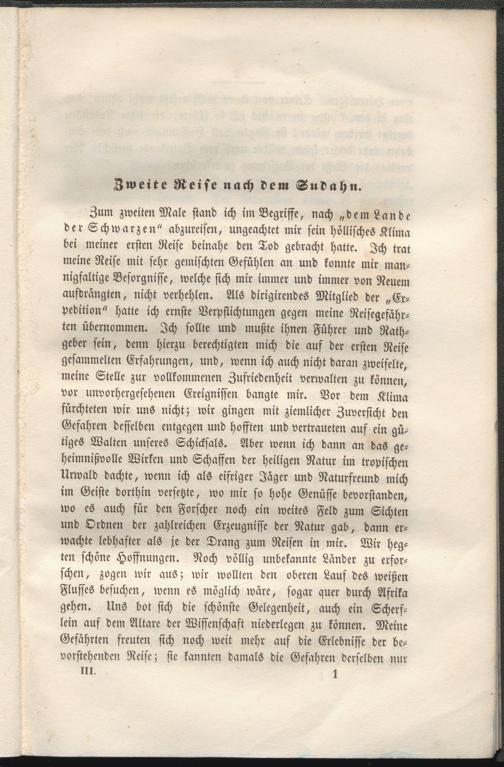 Zweite Reise nach dem Sudahn.
Zum zweiten Male stand ich im Begriffe, nach „dem Lande
der Schwarzen“ abzureisen, ungeachtet mir sein höllisches Klima
bei meiner ersten Reise beinahe den Tod gebracht hatte. Ich trat
meine Reise mit sehr gemischten Gefühlen an und konnte mir man-
nigfaltige Besorgnisse, welche sich mir immer und immer von Neuem
aufdrängten, nicht verhehlen. Als dirigirendes Mitglied der „Ex-
pedition“ hatte ich ernste Verpflichtungen gegen meine Reisegefähr-
ten übernommen. Ich sollte und mußte ihnen Führer und Rath-
geber sein, denn hierzu berechtigten mich die auf der ersten Reise
gesammelten Erfahrungen, und, wenn ich auch nicht daran zweifelte,
meine Stelle zur vollkommenen Zufriedenheit verwalten zu können,
vor unvorhergesehenen Ereignissen bangte mir. Vor dem Klima
fürchteten wir uns nicht; wir gingen mit ziemlicher Zuversicht den
Gefahren desselben entgegen und hofften und vertraueten auf ein gü-
tiges Walten unseres Schicksals. Aber wenn ich dann an das ge-
heimnißvolle Wirken und Schaffen der heiligen Natur im tropischen
Urwald dachte, wenn ich als eifriger Jäger und Naturfreund mich
im Geiste dorthin versetzte, wo mir so hohe Genüsse bevorstanden,
wo es auch für den Forscher noch ein weites Feld zum Sichten
und Ordnen der zahlreichen Erzeugnisse der Natur gab, dann er-
wachte lebhafter als je der Drang zum Reisen in mir. Wir heg-
ten schöne Hoffnungen. Noch völlig unbekannte Länder zu erfor-
schen, zogen wir aus; wir wollten den oberen Lauf des weißen
Flusses besuchen, wenn es möglich wäre, sogar quer durch Afrika
gehen. Uns bot sich die schönste Gelegenheit, auch ein Scherf-
lein auf dem Altare der Wissenschaft niederlegen zu können. Meine
Gefährten freuten sich noch weit mehr auf die Erlebnisse der be-
vorstehenden Reise; sie kannten damals die Gefahren derselben nur
III.
1